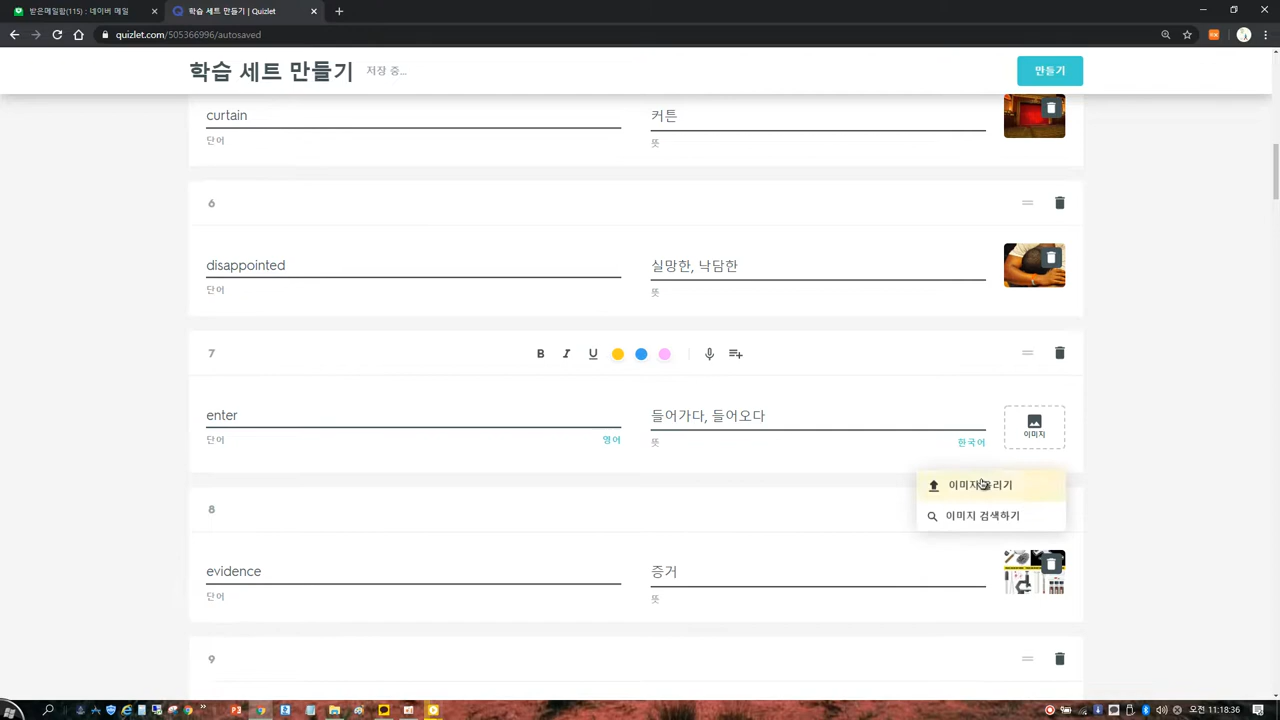 받은메일함(115) : 네이버 메일
학습 세트 만들기 | Quizlet
quizlet.com/505366996/autosaved
학습 세트 만들기
저장 중...
만들기
curtain
커튼
단어
뜻
6
disappointed
실망한, 낙담한
단어
뜻
7
B I U
enter
들어가다, 들어오다
이미지
단어
영어
뜻
한국어
이미지 올리기
8
이미지 검색하기
evidence
증거
단어
뜻
9
오전 11:18:36